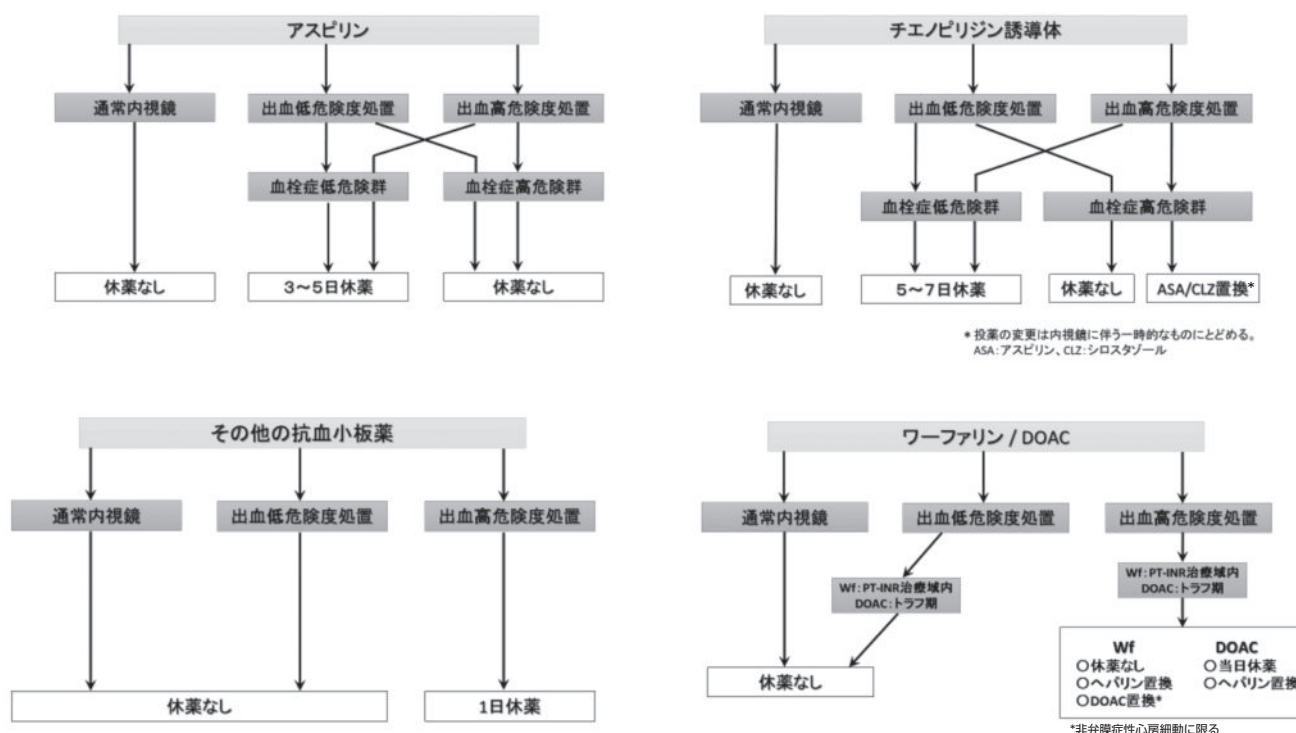 アスピリン
通常内視鏡
出血低危険度処置
出血高危険度処置
血栓症低危険群
血栓症高危険群
休薬なし
3~5日休薬
休薬なし
チエノピリジン誘導体
通常内視鏡
出血低危険度処置
出血高危険度処置
血栓症低危険群
血栓症高危険群
休薬なし
5~7日休薬
休薬なし
ASA/CLZ置換*
* 投薬の変更は内視鏡に伴う一時的なものにとどめる。
ASA:アスピリン、CLZ:シロスタゾール
その他の抗血小板薬
通常内視鏡
出血低危険度処置
出血高危険度処置
休薬なし
1日休薬
ワーファリン / DOAC
通常内視鏡
出血低危険度処置
出血高危険度処置
Wf:PT-INR治療域内
DOAC:トラフ期
Wf:PT-INR治療域内
DOAC:トラフ期
休薬なし
Wf
○休薬なし
○ヘパリン置換
○DOAC置換*
DOAC
○当日休薬
○ヘパリン置換
*非弁膜症性心房細動に限る